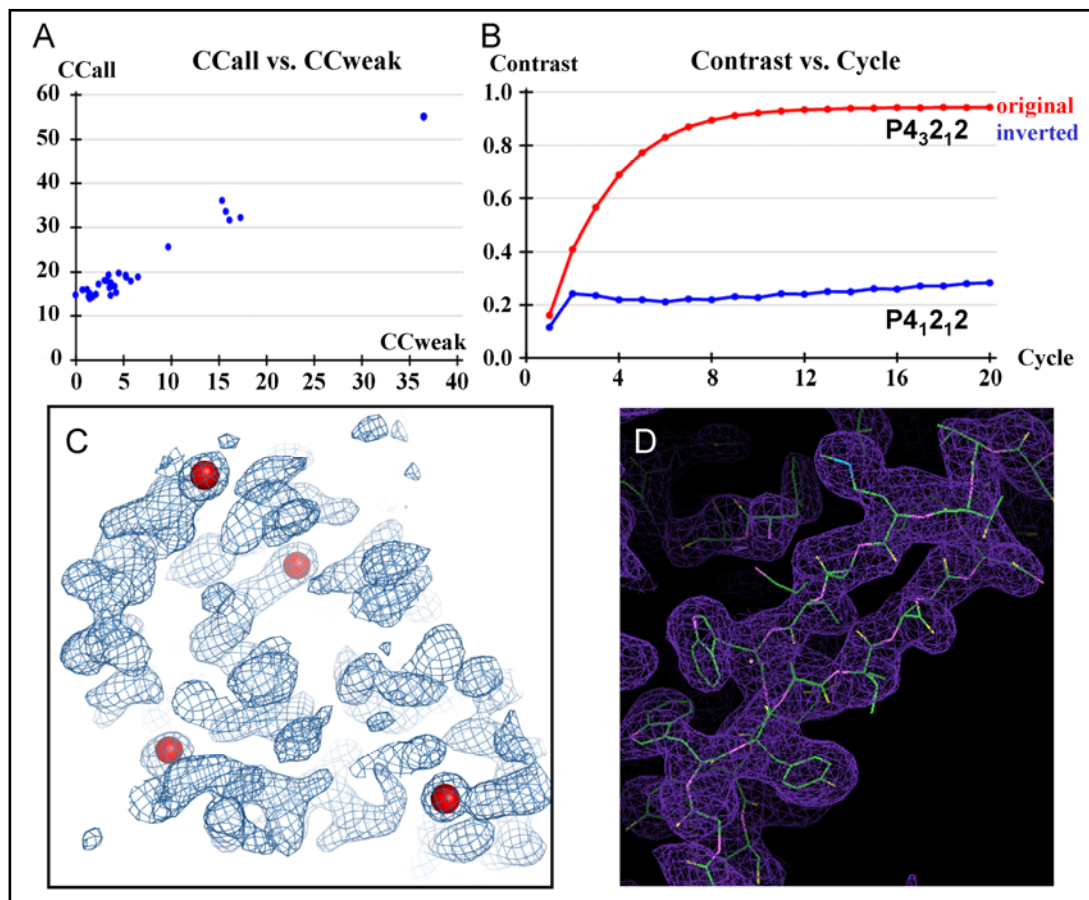 A
CCall vs. CCweak
CCall
60
50
40
30
20
10
0
0 5 10 15 20 25 30 35 40
CCweak
B
Contrast vs. Cycle
Contrast
1.0
0.8
0.6
0.4
0.2
0.0
0 4 8 12 16 20
Cycle
original
inverted
P4₃2₁2
P4₁2₁2
C
D